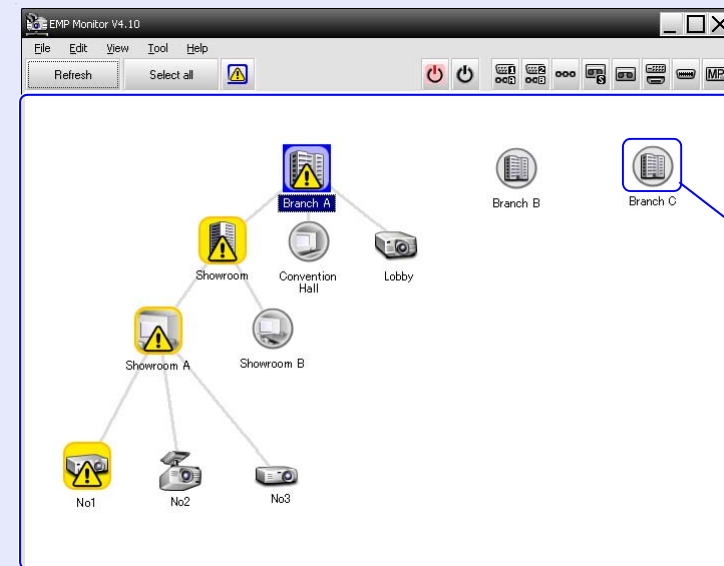 EMP Monitor V4.10
File Edit View Tool Help
Refresh Select all
MP
Branch A
Branch B
Branch C
Showroom
Convention
Hall
Lobby
Showroom A
Showroom B
No1
No2
No3